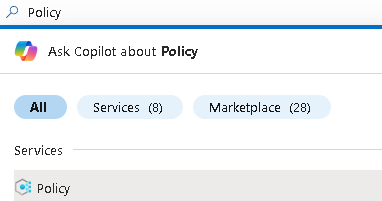 Policy
Ask Copilot about Policy
All Services (8) Marketplace (28)
Services
Policy